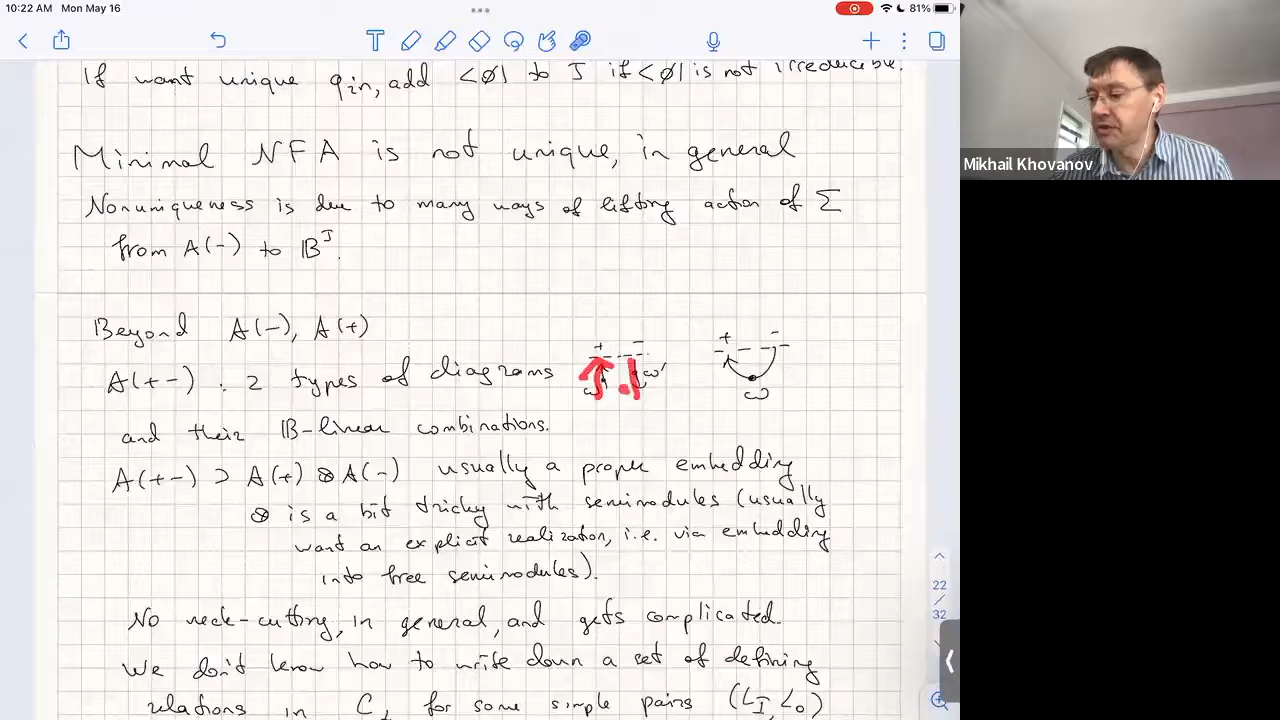 10:22 AM Mon May 16
81%
If want unique q_in, add <∅| to J if <∅| is not irreducible.
Minimal NFA is not unique, in general
Nonuniqueness is due to many ways of lifting action of Σ
from A(-) to 𝔹^J.
Beyond A(-), A(+)
+ -
+ -
A(+-) : 2 types of diagrams ω ω'
ω
and their 𝔹-linear combinations.
A(+-) ⊃ A(+) ⊗ A(-) usually a proper embedding
⊗ is a bit tricky with semimodules (usually
want an explicit realization, i.e. via embedding
into free semimodules).
No neck-cutting, in general, and gets complicated.
We don't know how to write down a set of defining
relations in C_L for some simple pairs (L_I, L_O)
22
/
32
Mikhail Khovanov